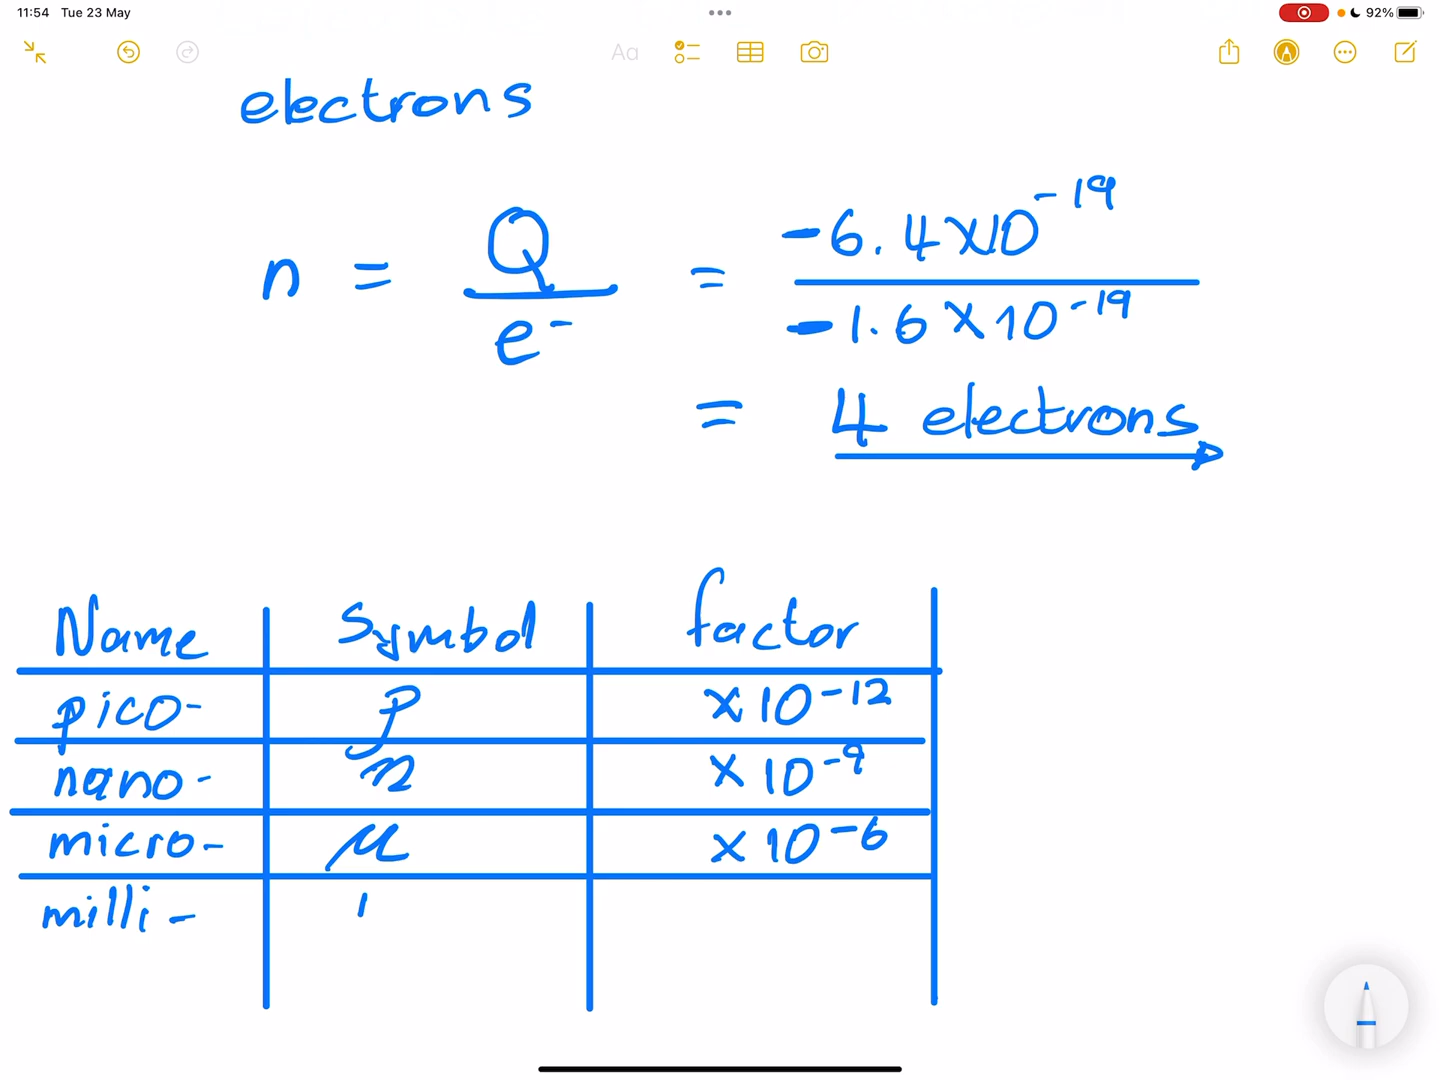 11:54 Tue 23 May 92%
Aa
electrons
n = Q / e⁻ = -6.4×10⁻¹⁹ / -1.6×10⁻¹⁹
= 4 electrons
Name Symbol factor
pico- p ×10⁻¹²
nano- n ×10⁻⁹
micro- μ ×10⁻⁶
milli-